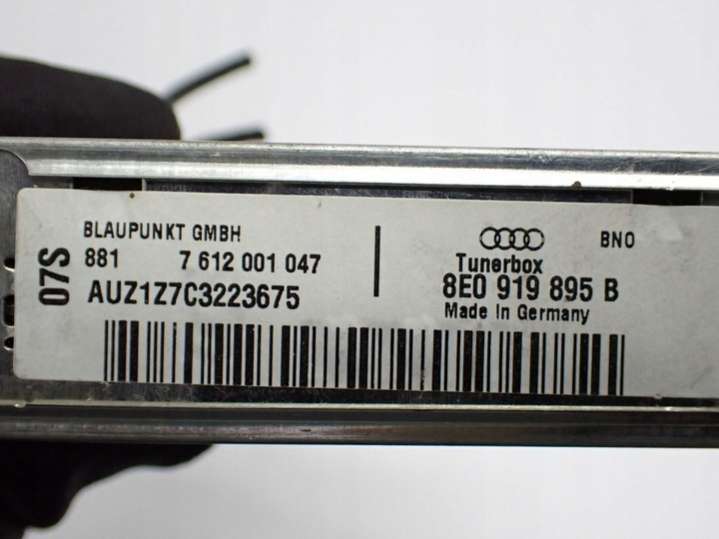 07S
BLAUPUNKT GMBH
881 7 612 001 047
AUZ1Z7C3223675
BNO
Tunerbox
8E0 919 895 B
Made in Germany